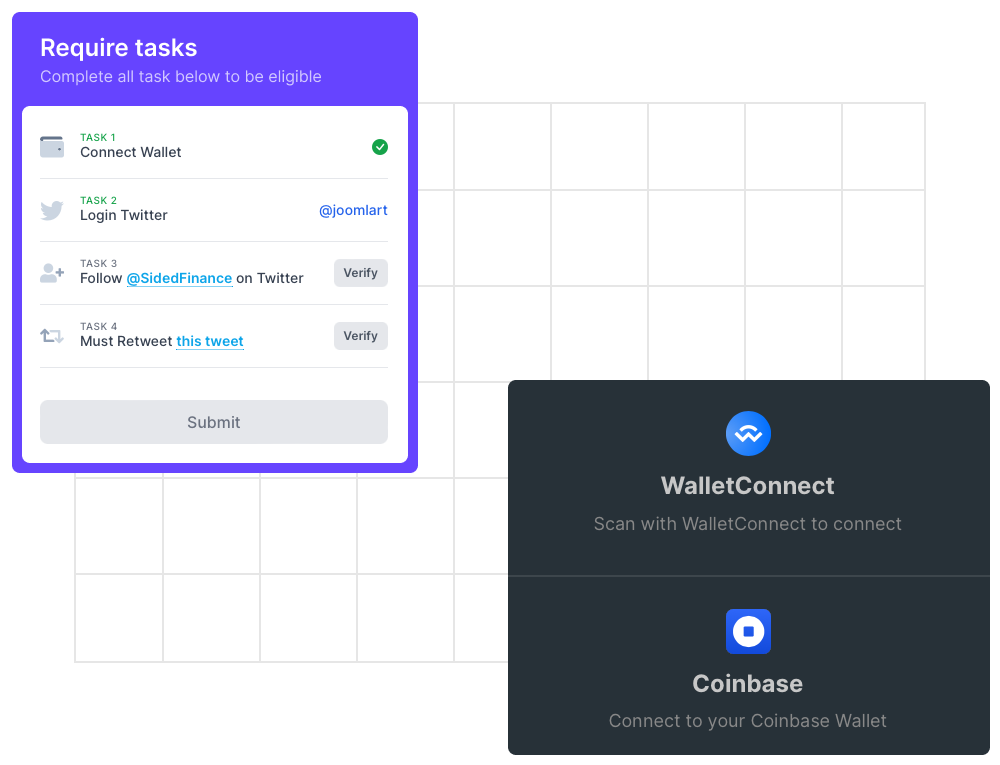 Require tasks
Complete all task below to be eligible
TASK 1
Connect Wallet
TASK 2
Login Twitter
@joomlart
TASK 3
Follow @SidedFinance on Twitter
Verify
TASK 4
Must Retweet this tweet
Verify
Submit
WalletConnect
Scan with WalletConnect to connect
Coinbase
Connect to your Coinbase Wallet